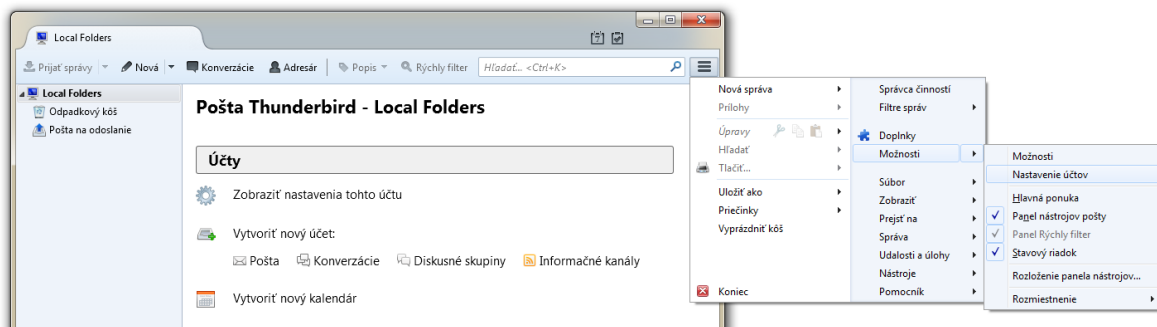 Local Folders
Prijať správy
Nová
Konverzácie
Adresár
Popis
Rýchly filter
Hľadať... <Ctrl+K>
Local Folders
Odpadkový kôš
Pošta na odoslanie
Pošta Thunderbird - Local Folders
Účty
Zobraziť nastavenia tohto účtu
Vytvoriť nový účet:
Pošta
Konverzácie
Diskusné skupiny
Informačné kanály
Vytvoriť nový kalendár
Nová správa
Prílohy
Úpravy
Hľadať
Tlačiť...
Uložiť ako
Priečinky
Vyprázdniť kôš
Koniec
Správca činností
Filtre správ
Doplnky
Možnosti
Súbor
Zobraziť
Prejsť na
Správa
Udalosti a úlohy
Nástroje
Pomocník
Možnosti
Nastavenie účtov
Hlavná ponuka
Panel nástrojov pošty
Panel Rýchly filter
Stavový riadok
Rozloženie panela nástrojov...
Rozmiestnenie